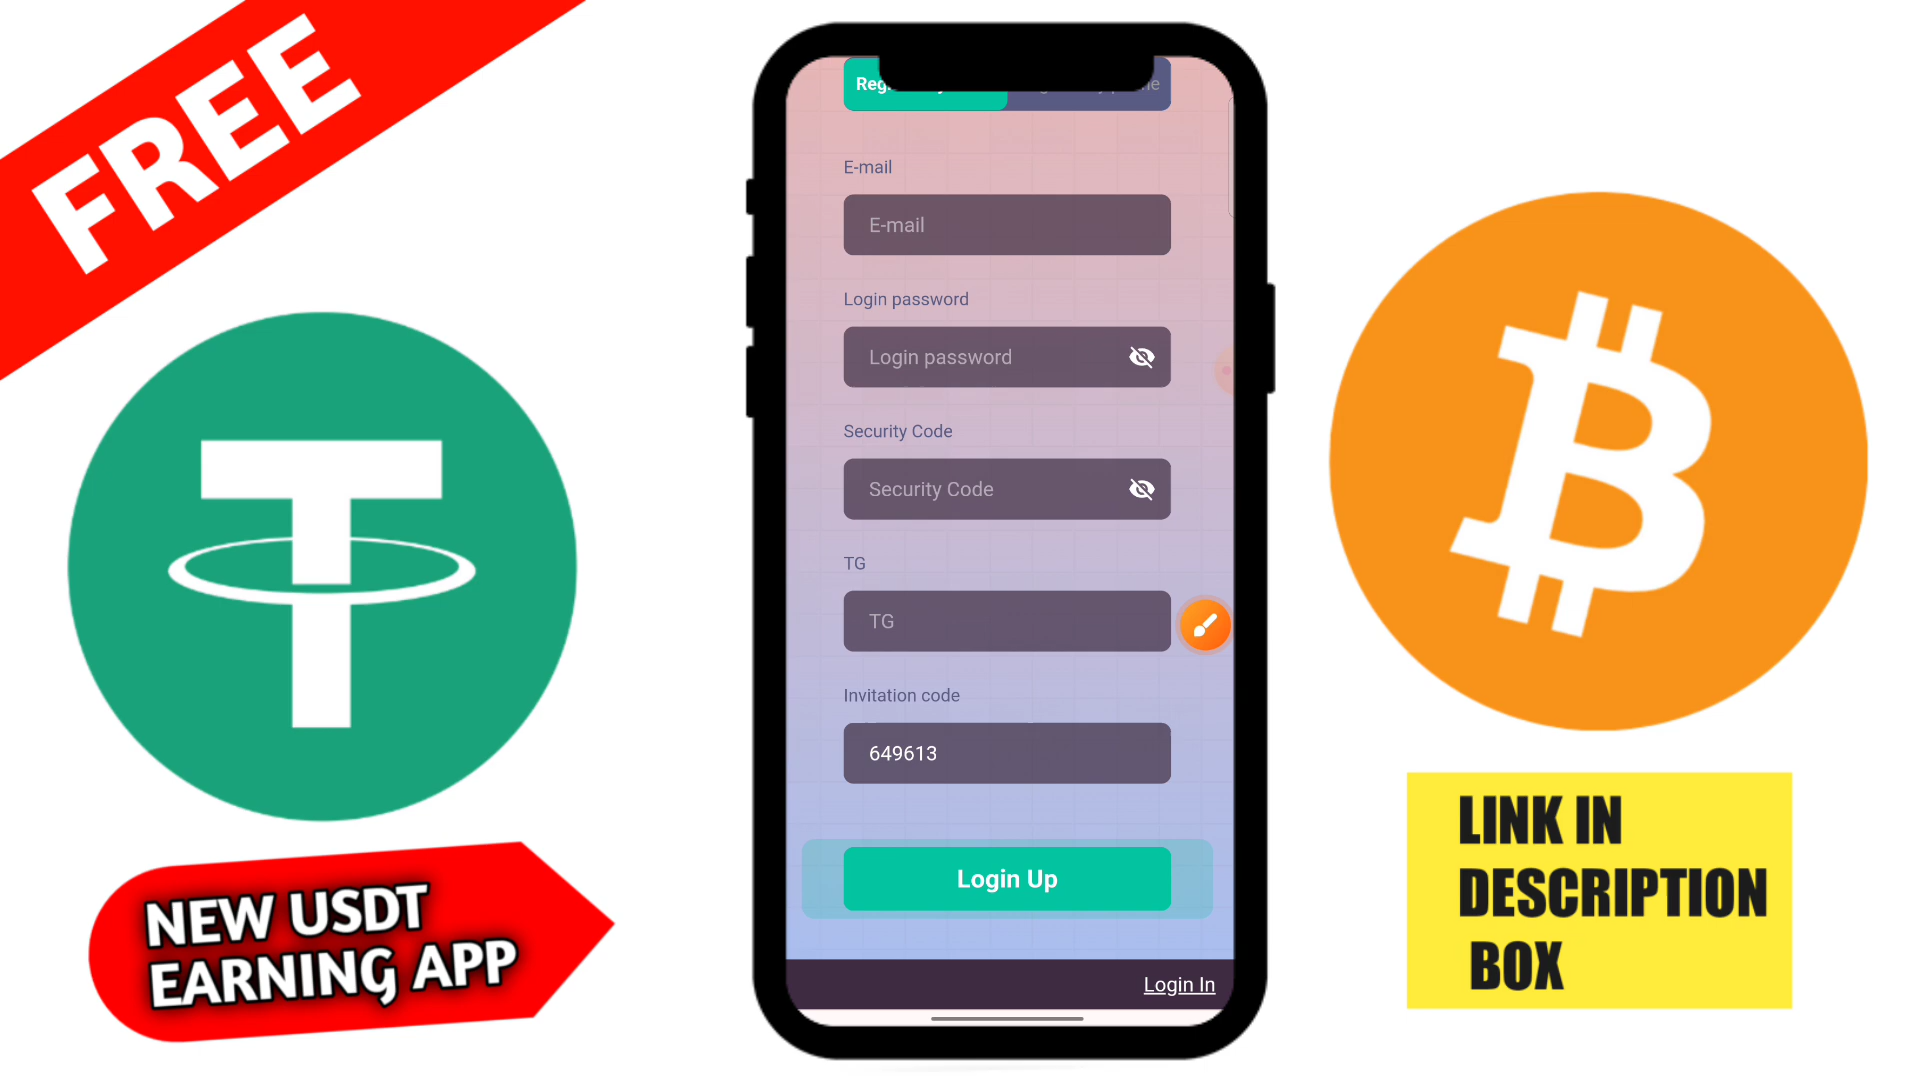 FREE
E-mail
E-mail
Login password
Login password
Security Code
Security Code
TG
TG
Invitation code
649613
Login Up
Login In
NEW USDT
EARNING APP
LINK IN
DESCRIPTION
BOX